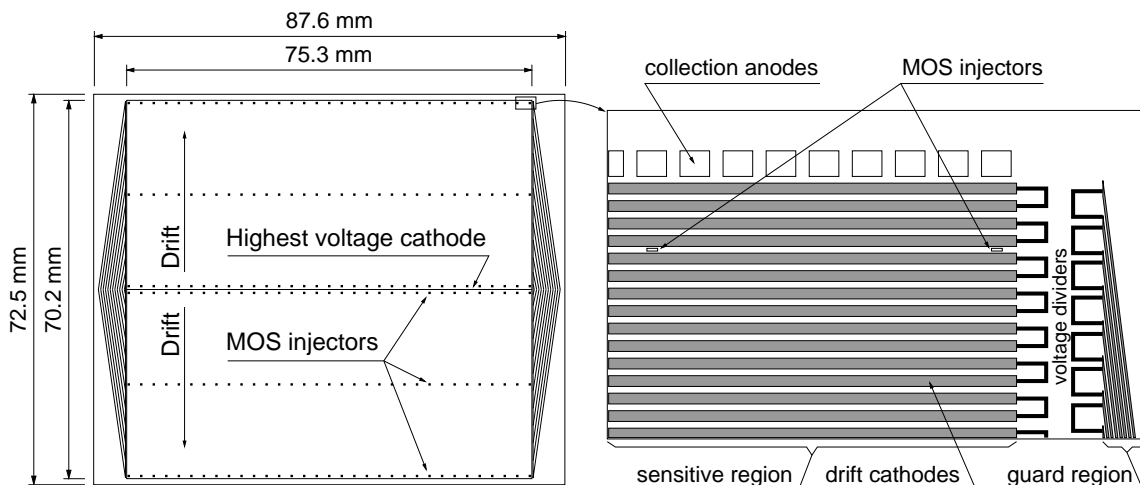 87.6 mm
75.3 mm
72.5 mm
70.2 mm
Drift
Highest voltage cathode
Drift
MOS injectors
collection anodes
MOS injectors
voltage dividers
sensitive region
drift cathodes
guard region